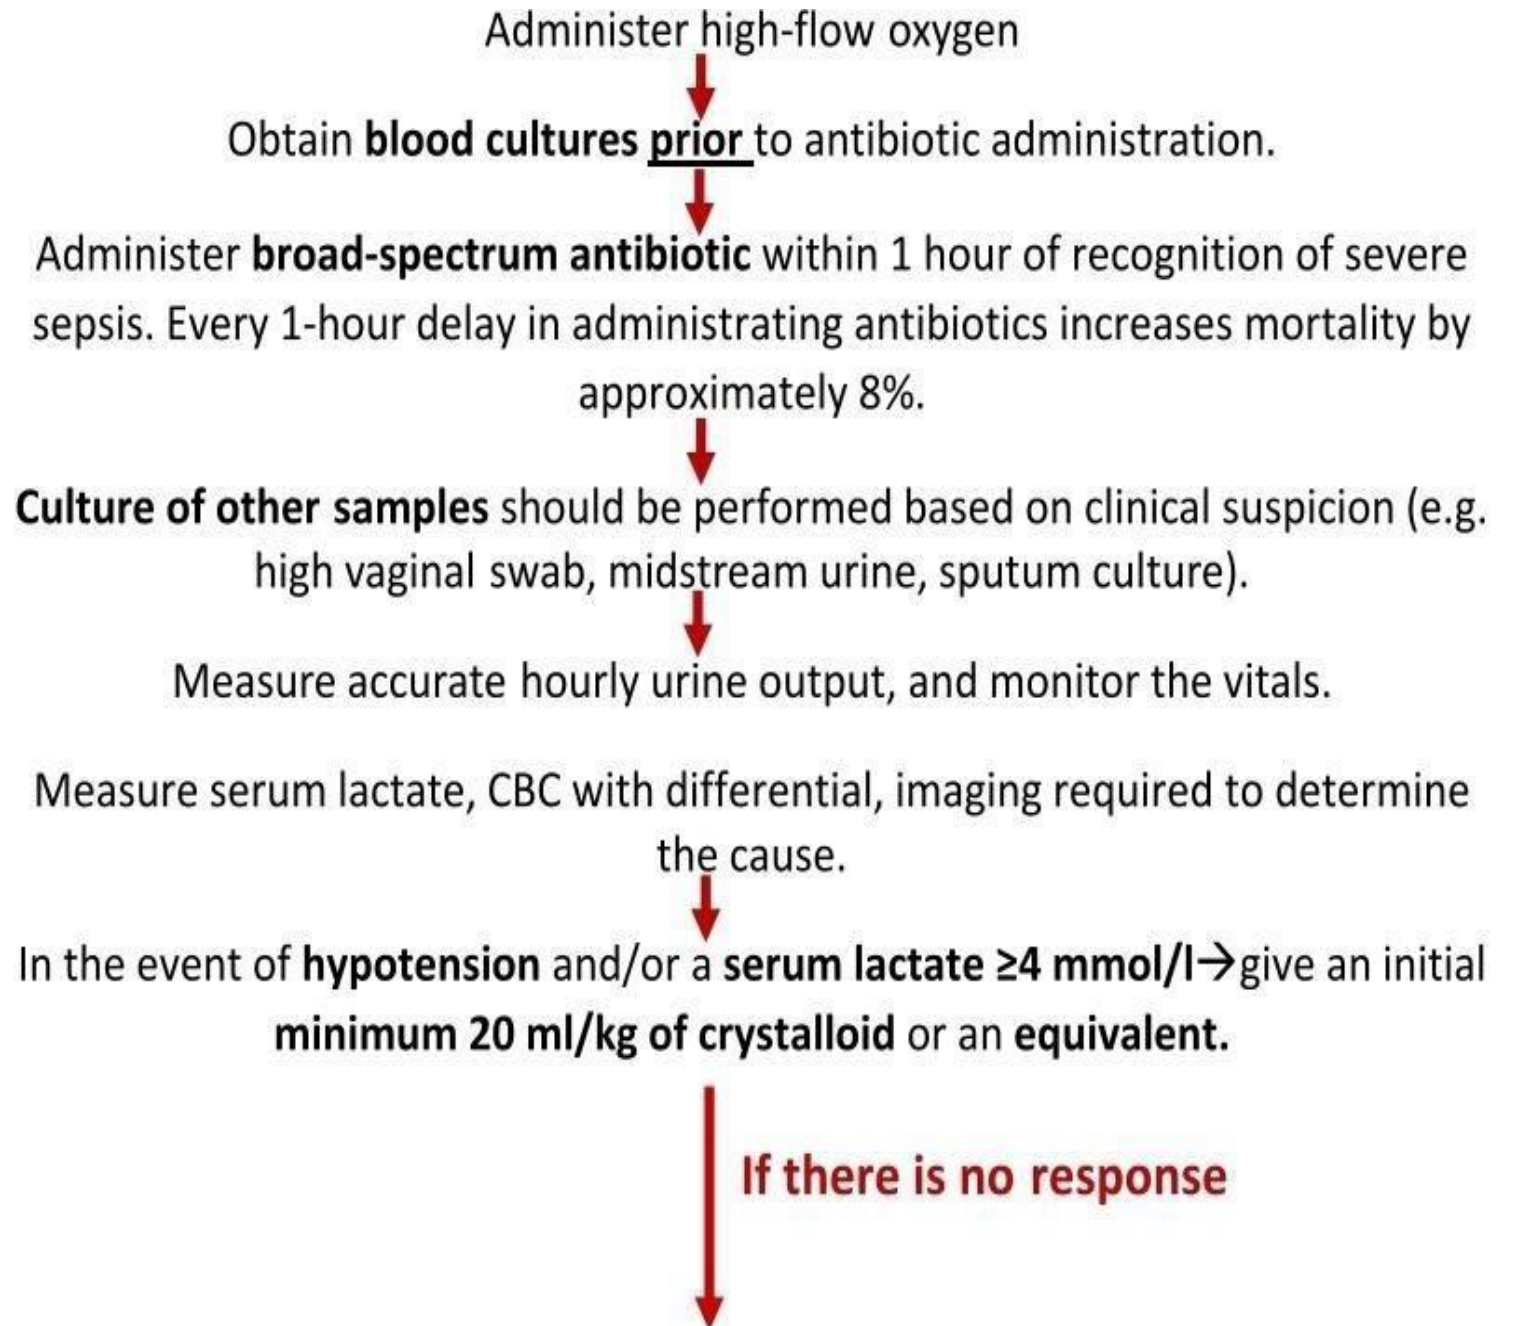 Administer high-flow oxygen
Obtain blood cultures prior to antibiotic administration.
Administer broad-spectrum antibiotic within 1 hour of recognition of severe
sepsis. Every 1-hour delay in administrating antibiotics increases mortality by
approximately 8%.
Culture of other samples should be performed based on clinical suspicion (e.g.
high vaginal swab, midstream urine, sputum culture).
Measure accurate hourly urine output, and monitor the vitals.
Measure serum lactate, CBC with differential, imaging required to determine
the cause.
In the event of hypotension and/or a serum lactate ≥4 mmol/l→give an initial
minimum 20 ml/kg of crystalloid or an equivalent.
If there is no response